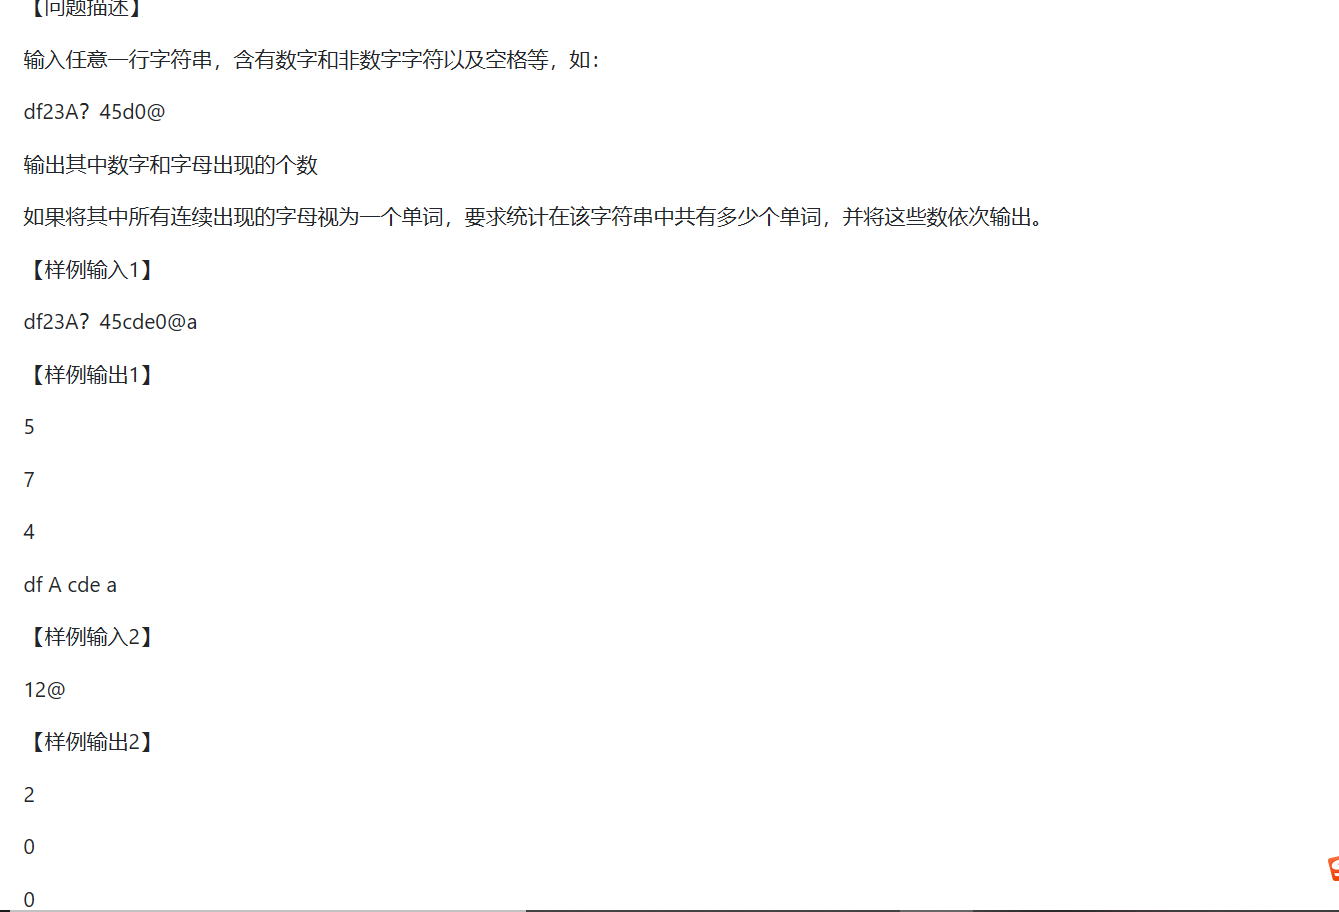 【问题描述】
输入任意一行字符串，含有数字和非数字字符以及空格等，如：
df23A？45d0@
输出其中数字和字母出现的个数
如果将其中所有连续出现的字母视为一个单词，要求统计在该字符串中共有多少个单词，并将这些数依次输出。
【样例输入1】
df23A？45cde0@a
【样例输出1】
5
7
4
df A cde a
【样例输入2】
12@
【样例输出2】
2
0
0